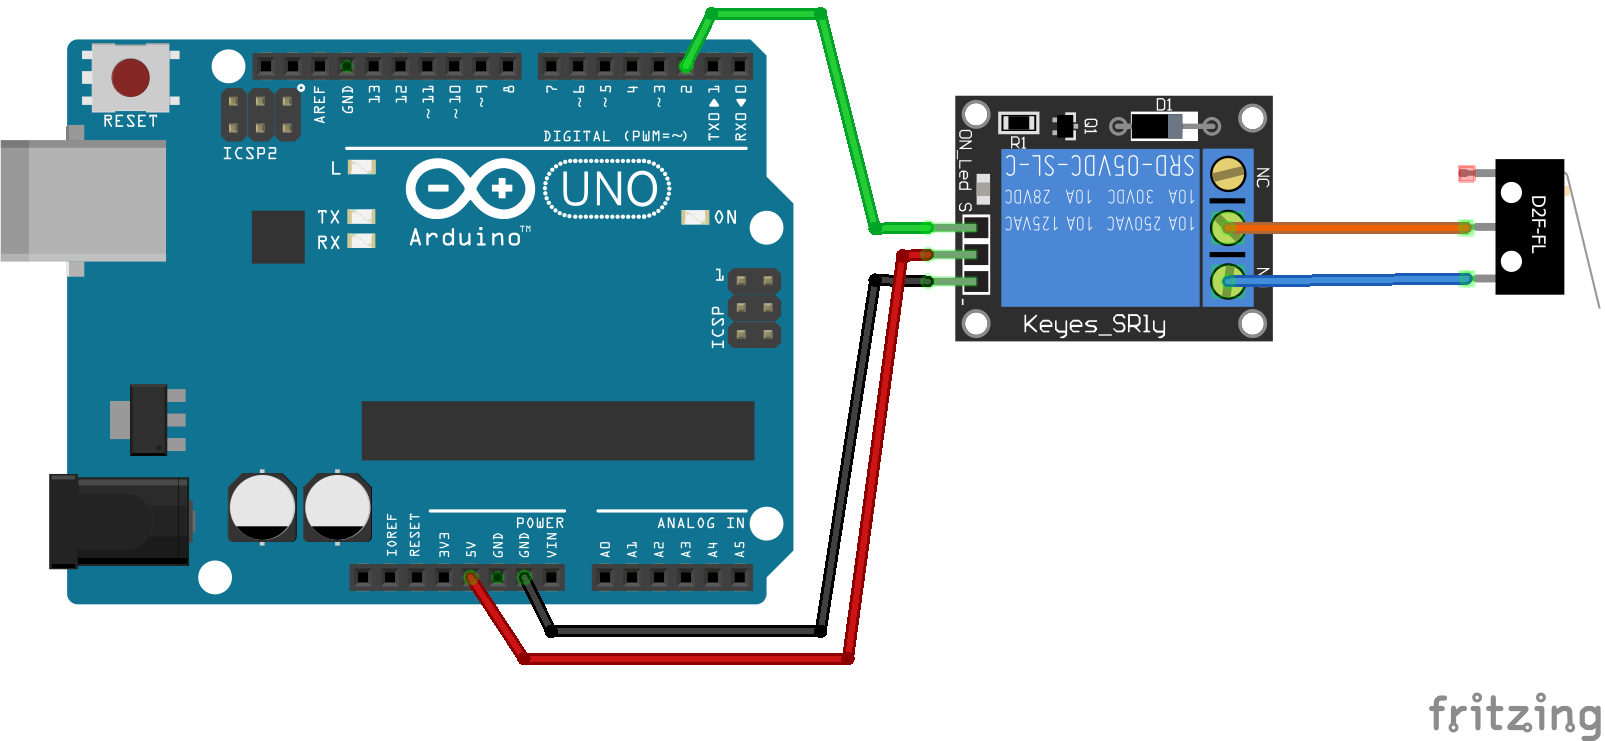 RESET
ICSP2
AREF
GND
13
12
~11
~10
~9
8
7
~6
~5
4
~3
2
TX0▶1
RX0◀0
DIGITAL (PWM=~)
L
TX
RX
UNO
Arduino™
ON
1
ICSP
IOREF
RESET
3V3
5V
GND
GND
VIN
POWER
ANALOG IN
A0
A1
A2
A3
A4
A5
ON_Led
S
R1
Q1
D1
SRD-05VDC-SL-C
10A 30VDC 10A 28VDC
10A 250VAC 10A 125VAC
NC
-
Keyes_SRly
D2F-FL
fritzing